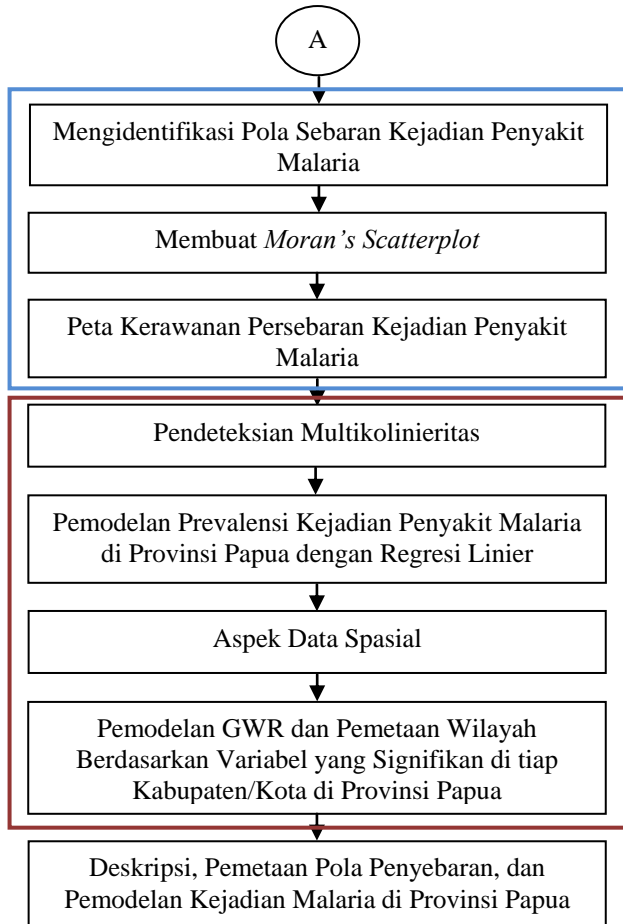 A
Mengidentifikasi Pola Sebaran Kejadian Penyakit
Malaria
Membuat Moran's Scatterplot
Peta Kerawanan Persebaran Kejadian Penyakit
Malaria
Pendeteksian Multikolinieritas
Pemodelan Prevalensi Kejadian Penyakit Malaria
di Provinsi Papua dengan Regresi Linier
Aspek Data Spasial
Pemodelan GWR dan Pemetaan Wilayah
Berdasarkan Variabel yang Signifikan di tiap
Kabupaten/Kota di Provinsi Papua
Deskripsi, Pemetaan Pola Penyebaran, dan
Pemodelan Kejadian Malaria di Provinsi Papua